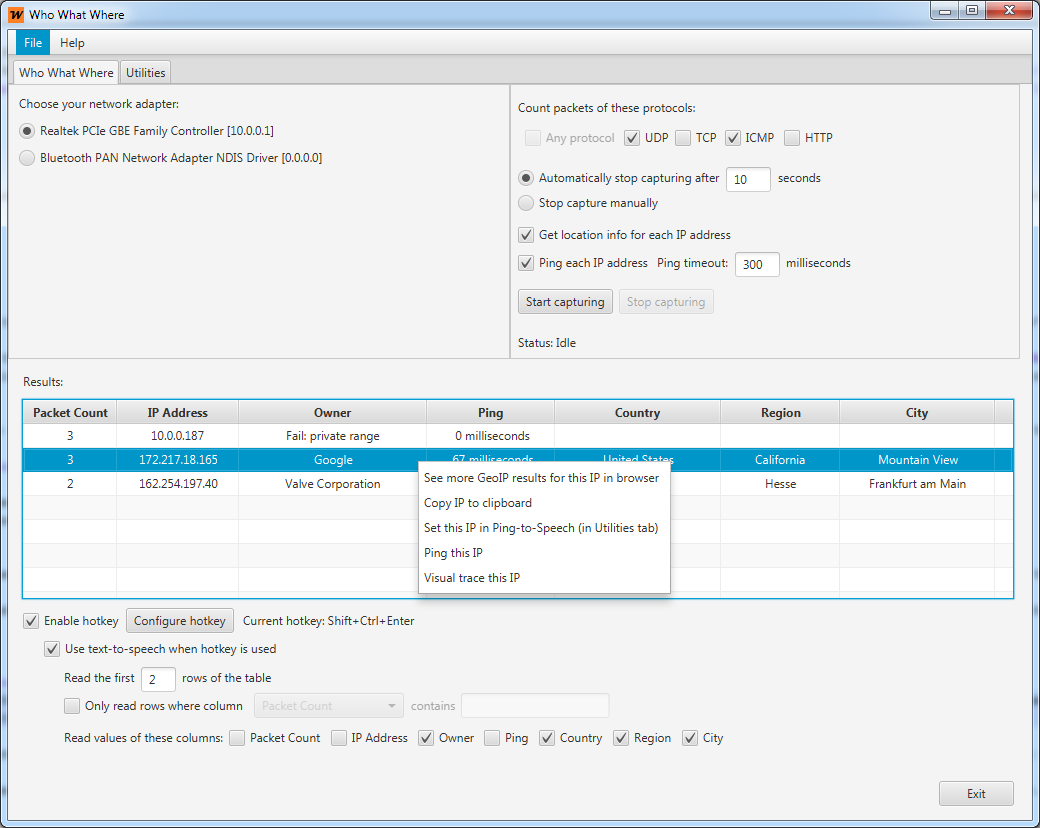 Who What Where
File Help
Who What Where Utilities
Choose your network adapter:
Realtek PCIe GBE Family Controller [10.0.0.1]
Bluetooth PAN Network Adapter NDIS Driver [0.0.0.0]
Count packets of these protocols:
Any protocol UDP TCP ICMP HTTP
Automatically stop capturing after 10 seconds
Stop capture manually
Get location info for each IP address
Ping each IP address Ping timeout: 300 milliseconds
Start capturing Stop capturing
Status: Idle
Results:
Packet Count IP Address Owner Ping Country Region City
3 10.0.0.187 Fail: private range 0 milliseconds
3 172.217.18.165 Google 67 milliseconds United States California Mountain View
2 162.254.197.40 Valve Corporation Hesse Frankfurt am Main
See more GeoIP results for this IP in browser
Copy IP to clipboard
Set this IP in Ping-to-Speech (in Utilities tab)
Ping this IP
Visual trace this IP
Enable hotkey Configure hotkey Current hotkey: Shift+Ctrl+Enter
Use text-to-speech when hotkey is used
Read the first 2 rows of the table
Only read rows where column Packet Count contains
Read values of these columns: Packet Count IP Address Owner Ping Country Region City
Exit